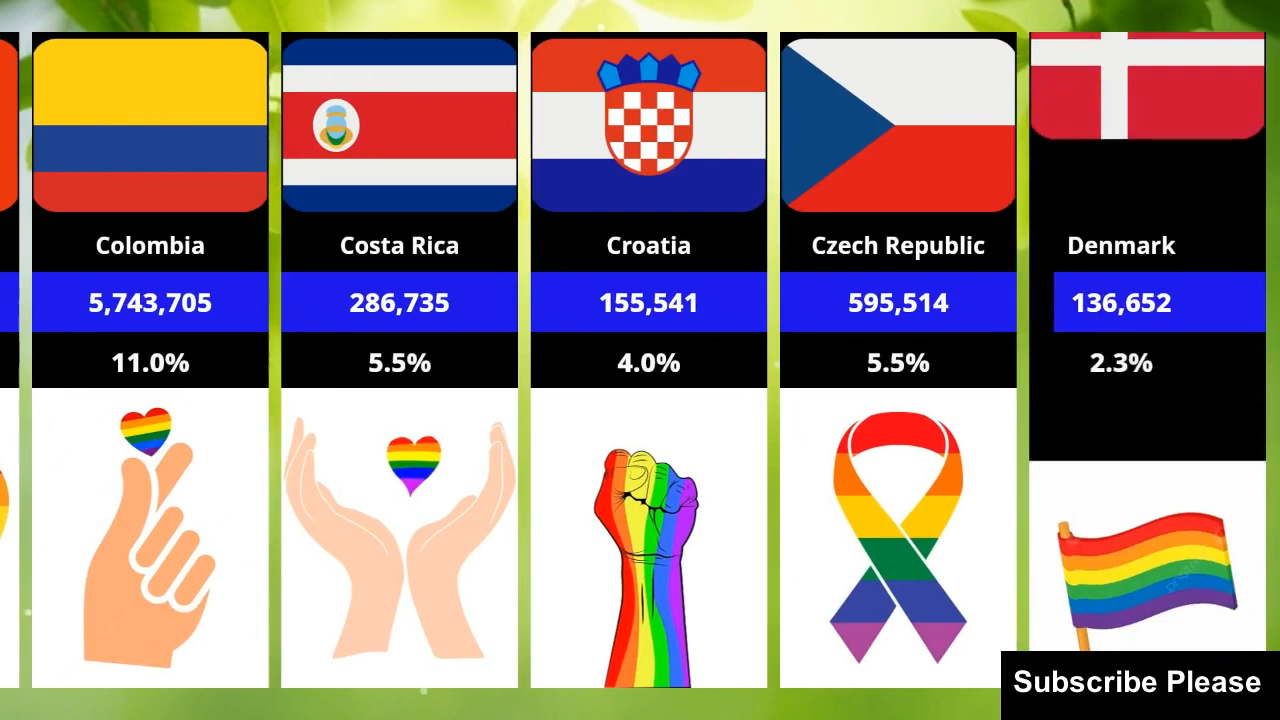 Colombia
Costa Rica
Croatia
Czech Republic
Denmark
5,743,705
286,735
155,541
595,514
136,652
11.0%
5.5%
4.0%
5.5%
2.3%
Subscribe Please